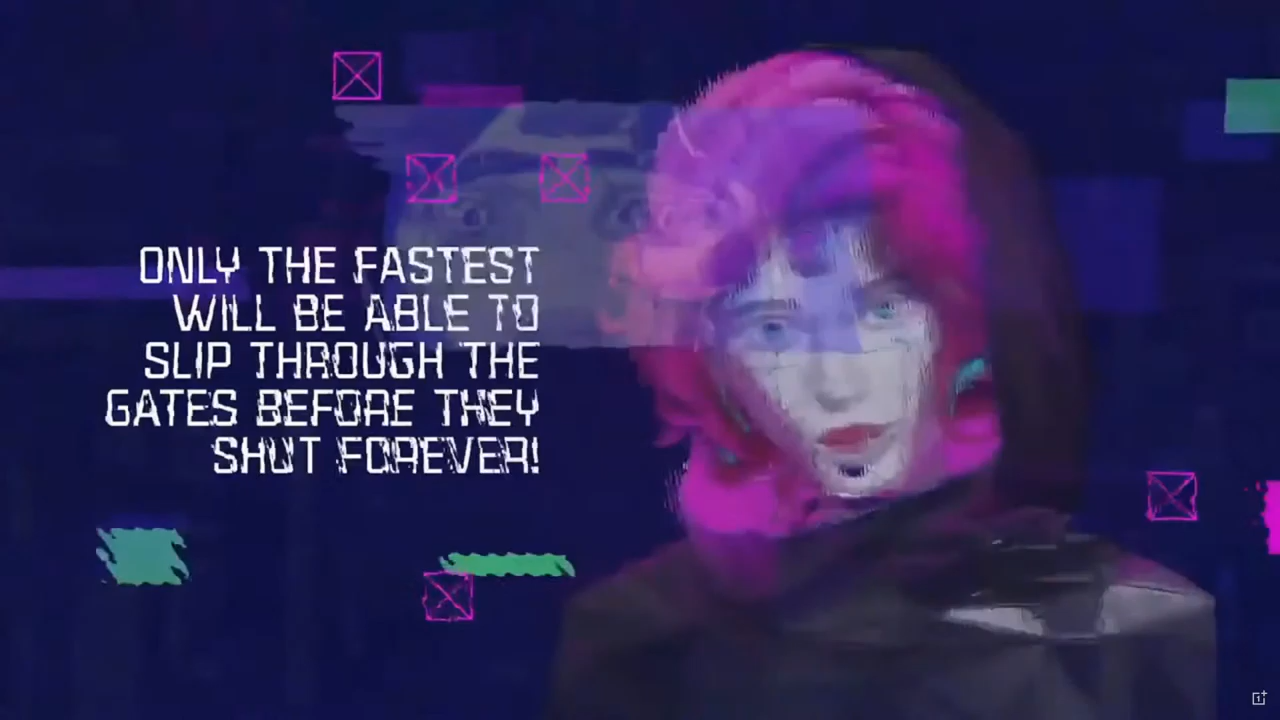 ONLY THE FASTEST
WILL BE ABLE TO
SLIP THROUGH THE
GATES BEFORE THEY
SHUT FOREVER!